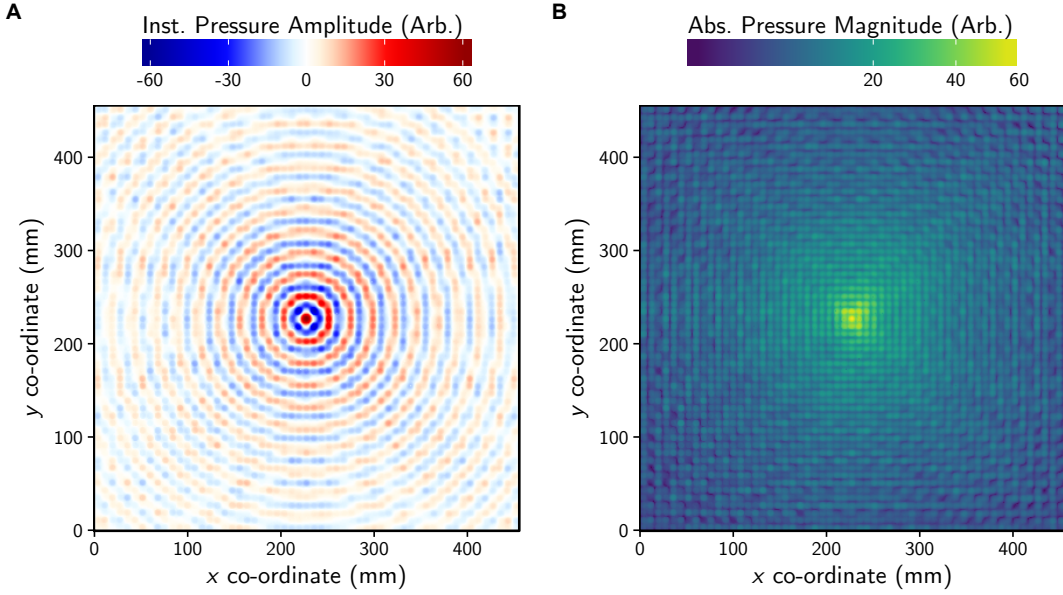 A
Inst. Pressure Amplitude (Arb.)
-60 -30 0 30 60
400
300
200
100
0
y co-ordinate (mm)
0 100 200 300 400
x co-ordinate (mm)
B
Abs. Pressure Magnitude (Arb.)
20 40 60
400
300
200
100
0
y co-ordinate (mm)
0 100 200 300 400
x co-ordinate (mm)